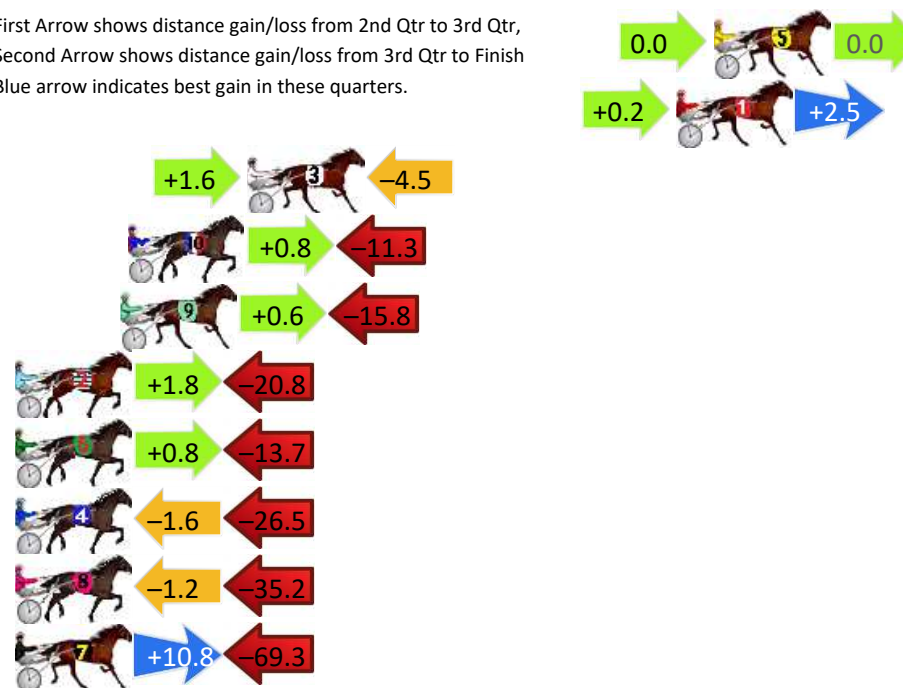 First Arrow shows distance gain/loss from 2nd Qtr to 3rd Qtr,
Second Arrow shows distance gain/loss from 3rd Qtr to Finish
Blue arrow indicates best gain in these quarters.
0.0 5 0.0
+0.2 1 +2.5
+1.6 3 –4.5
10 +0.8 –11.3
9 +0.6 –15.8
2 +1.8 –20.8
6 +0.8 –13.7
4 –1.6 –26.5
8 –1.2 –35.2
7 +10.8 –69.3